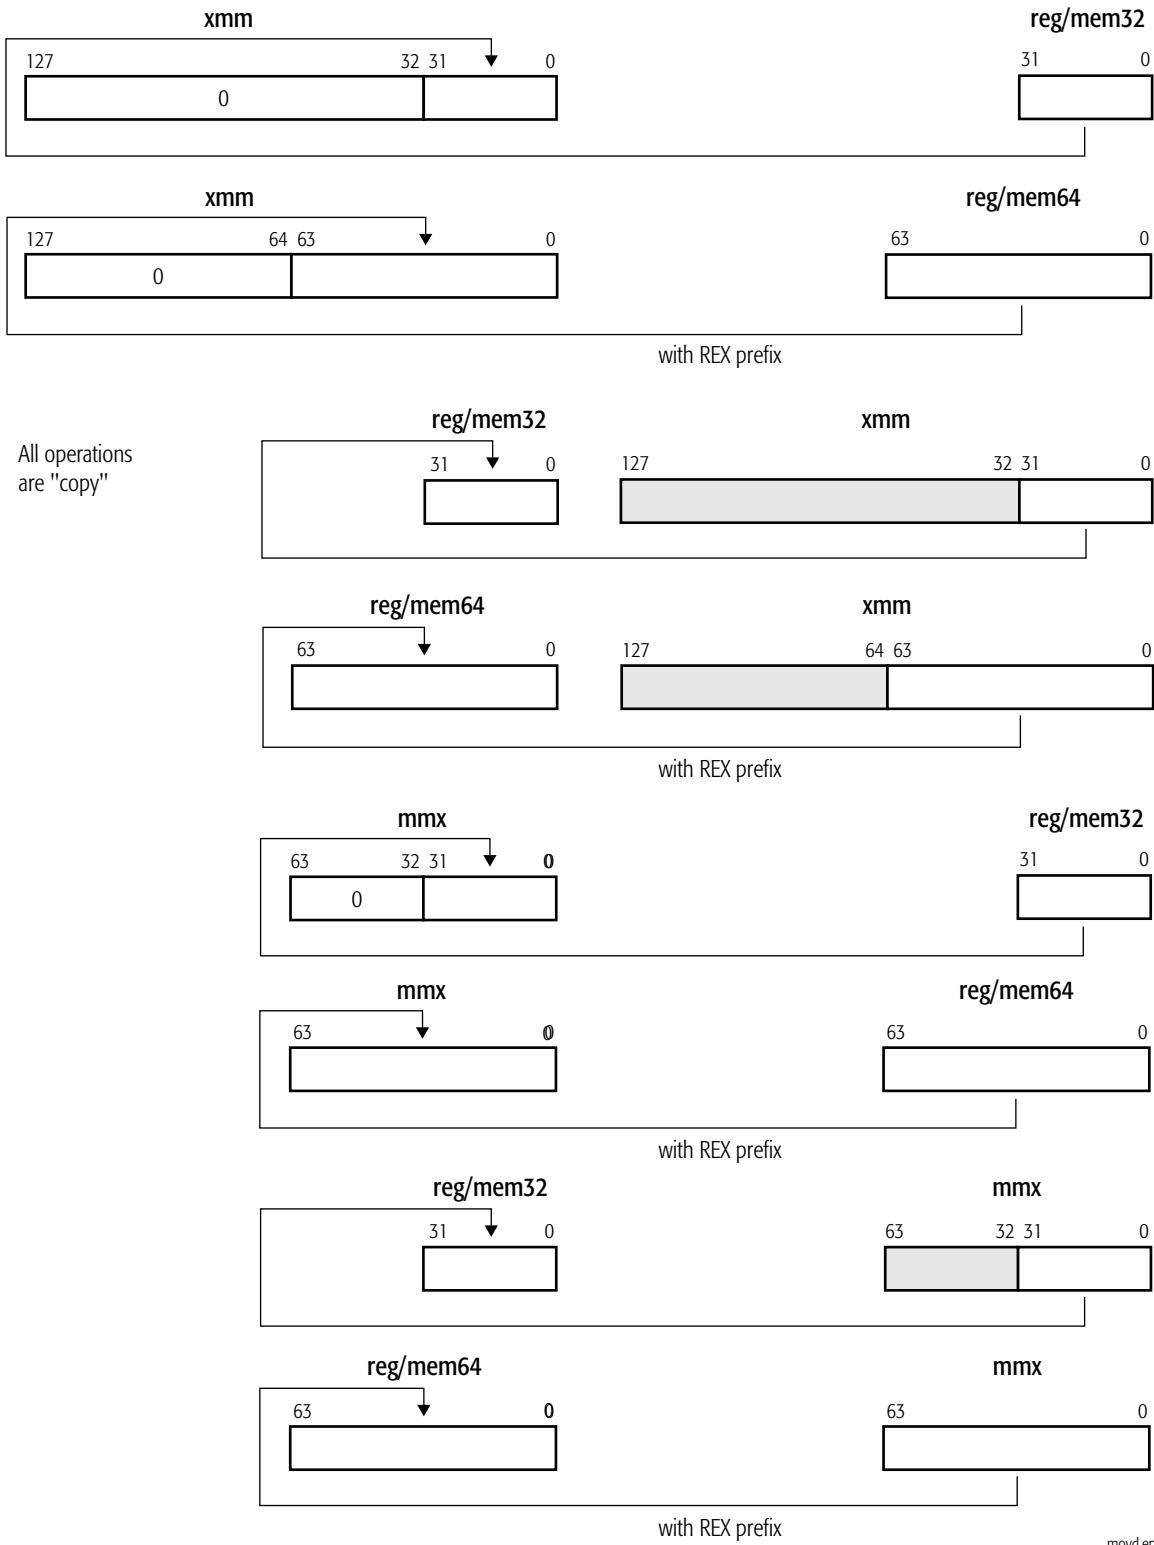 xmm reg/mem32
127 32 31 0 31 0
0
xmm reg/mem64
127 64 63 0 63 0
0
with REX prefix
reg/mem32 xmm
All operations
are "copy"
31 0 127 32 31 0
reg/mem64 xmm
63 0 127 64 63 0
with REX prefix
mmx reg/mem32
63 32 31 0 31 0
0
mmx reg/mem64
63 0 63 0
with REX prefix
reg/mem32 mmx
31 0 63 32 31 0
reg/mem64 mmx
63 0 63 0
with REX prefix